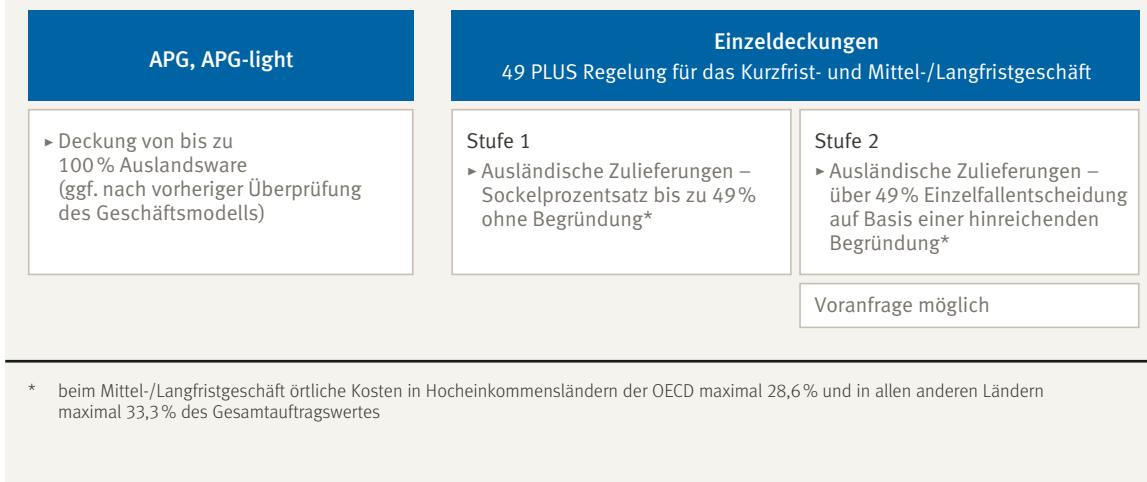 APG, APG-light
Einzeldeckungen
49 PLUS Regelung für das Kurzfrist- und Mittel-/Langfristgeschäft
▸ Deckung von bis zu
100 % Auslandsware
(ggf. nach vorheriger Überprüfung
des Geschäftsmodells)
Stufe 1
▸ Ausländische Zulieferungen –
Sockelprozentsatz bis zu 49 %
ohne Begründung*
Stufe 2
▸ Ausländische Zulieferungen –
über 49 % Einzelfallentscheidung
auf Basis einer hinreichenden
Begründung*
Voranfrage möglich
* beim Mittel-/Langfristgeschäft örtliche Kosten in Hocheinkommensländern der OECD maximal 28,6 % und in allen anderen Ländern
maximal 33,3 % des Gesamtauftragswertes